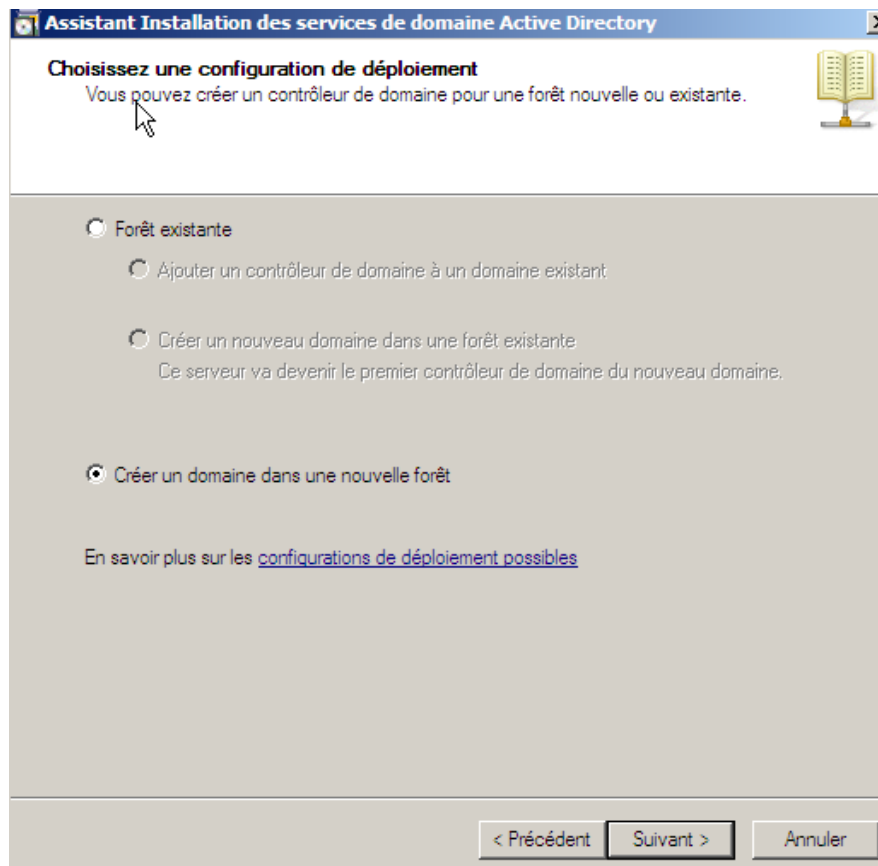 Assistant Installation des services de domaine Active Directory
Choisissez une configuration de déploiement
Vous pouvez créer un contrôleur de domaine pour une forêt nouvelle ou existante.
Forêt existante
Ajouter un contrôleur de domaine à un domaine existant
Créer un nouveau domaine dans une forêt existante
Ce serveur va devenir le premier contrôleur de domaine du nouveau domaine.
Créer un domaine dans une nouvelle forêt
En savoir plus sur les configurations de déploiement possibles
< Précédent Suivant > Annuler